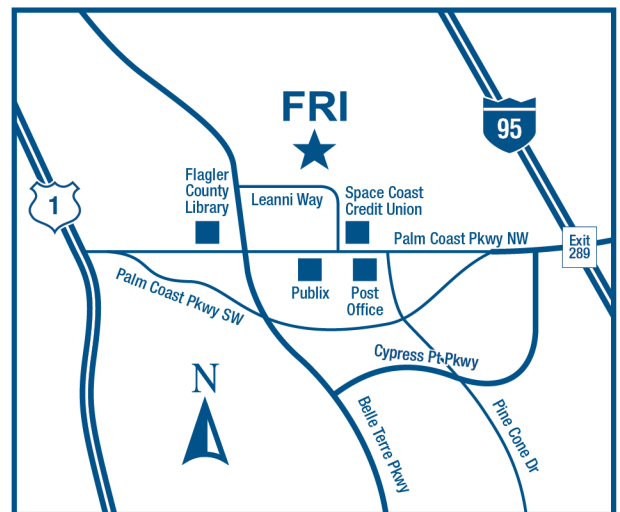 FRI
95
1
Flagler
County
Library
Leanni Way
Space Coast
Credit Union
Palm Coast Pkwy NW
Exit
289
Palm Coast Pkwy SW
Publix
Post
Office
Cypress Pt Pkwy
N
Belle Terre Pkwy
Pine Cone Dr